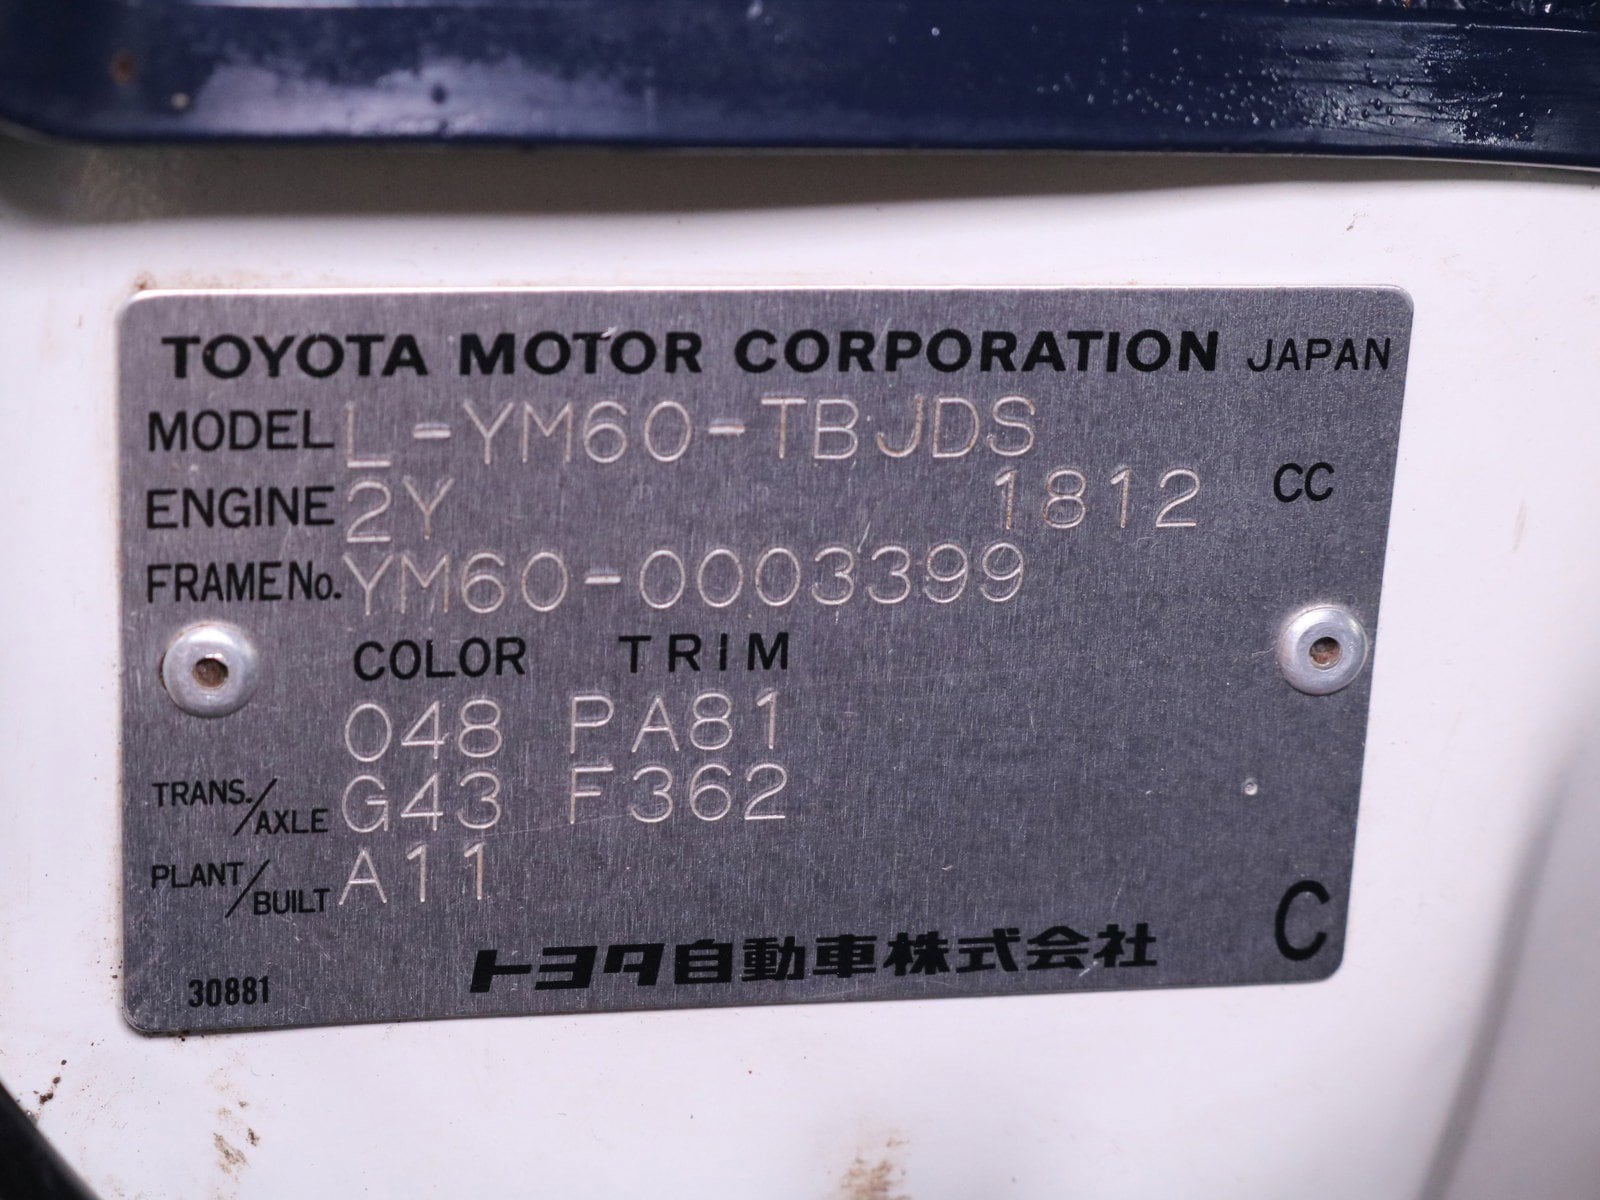 TOYOTA MOTOR CORPORATION JAPAN
MODEL L-YM60-TBJDS
ENGINE 2Y 1812 CC
FRAME No. YM60-0003399
COLOR TRIM
048 PA81
TRANS./AXLE G43 F362
PLANT/BUILT A11
トヨタ自動車株式会社 C
30881